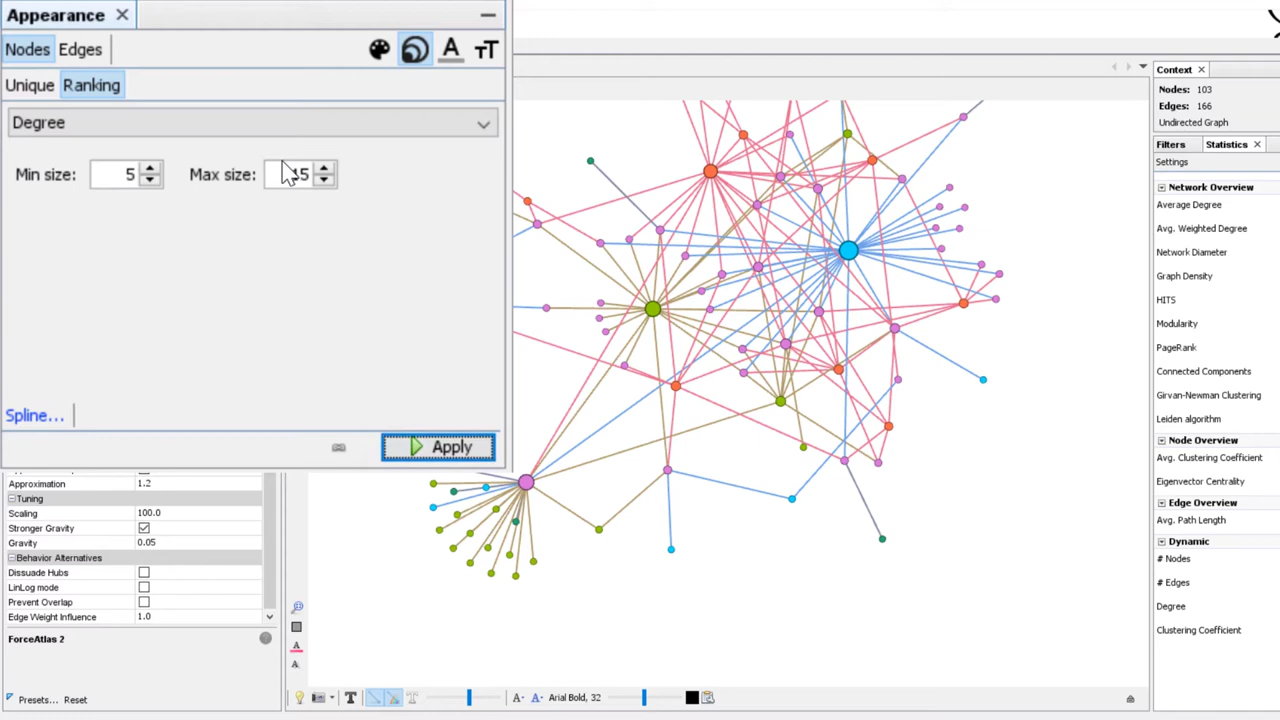 Appearance
Nodes Edges A TT
Unique Ranking
Degree
Min size: 5 Max size: 15
Spline...
Apply
Approximation 1.2
Tuning
Scaling 100.0
Stronger Gravity
Gravity 0.05
Behavior Alternatives
Dissuade Hubs
LinLog mode
Prevent Overlap
Edge Weight Influence 1.0
ForceAtlas 2
Presets... Reset
T T A- A- Arial Bold, 32
A
A
Context
Nodes: 103
Edges: 166
Undirected Graph
Filters Statistics
Settings
Network Overview
Average Degree
Avg. Weighted Degree
Network Diameter
Graph Density
HITS
Modularity
PageRank
Connected Components
Girvan-Newman Clustering
Leiden algorithm
Node Overview
Avg. Clustering Coefficient
Eigenvector Centrality
Edge Overview
Avg. Path Length
Dynamic
# Nodes
# Edges
Degree
Clustering Coefficient